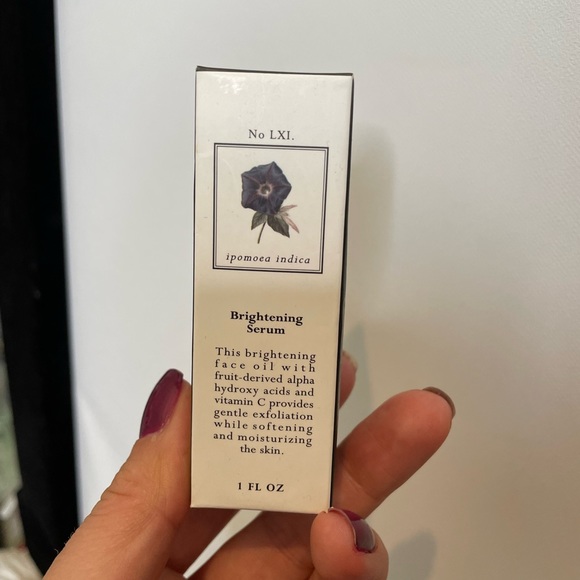 No LXI.
ipomoea indica
Brightening
Serum
This brightening
face oil with
fruit-derived alpha
hydroxy acids and
vitamin C provides
gentle exfoliation
while softening
and moisturizing
the skin.
1 FL OZ